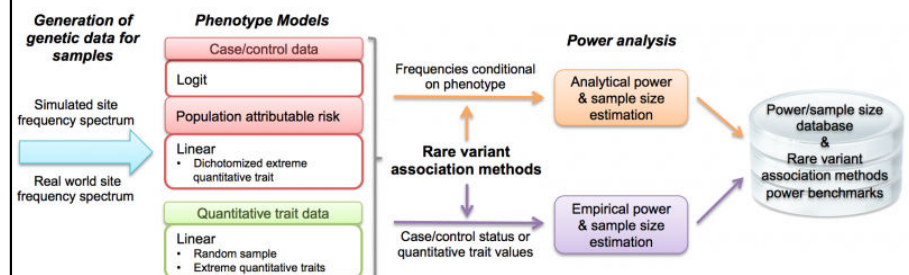 Generation of
genetic data for
samples
Simulated site
frequency spectrum
Real world site
frequency spectrum
Phenotype Models
Case/control data
Logit
Population attributable risk
Linear
• Dichotomized extreme
quantitative trait
Quantitative trait data
Linear
• Random sample
• Extreme quantitative traits
Frequencies conditional
on phenotype
Rare variant
association methods
Case/control status or
quantitative trait values
Power analysis
Analytical power
& sample size
estimation
Empirical power
& sample size
estimation
Power/sample size
database
&
Rare variant
association methods
power benchmarks